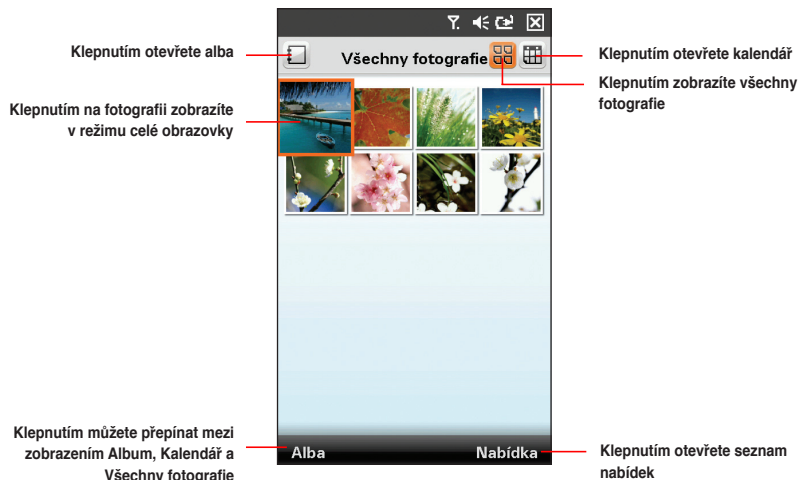 Klepnutím otevřete alba
Klepnutím na fotografii zobrazíte
v režimu celé obrazovky
Klepnutím můžete přepínat mezi
zobrazením Album, Kalendář a
Všechny fotografie
Všechny fotografie
Alba
Nabídka
Klepnutím otevřete kalendář
Klepnutím zobrazíte všechny
fotografie
Klepnutím otevřete seznam
nabídek